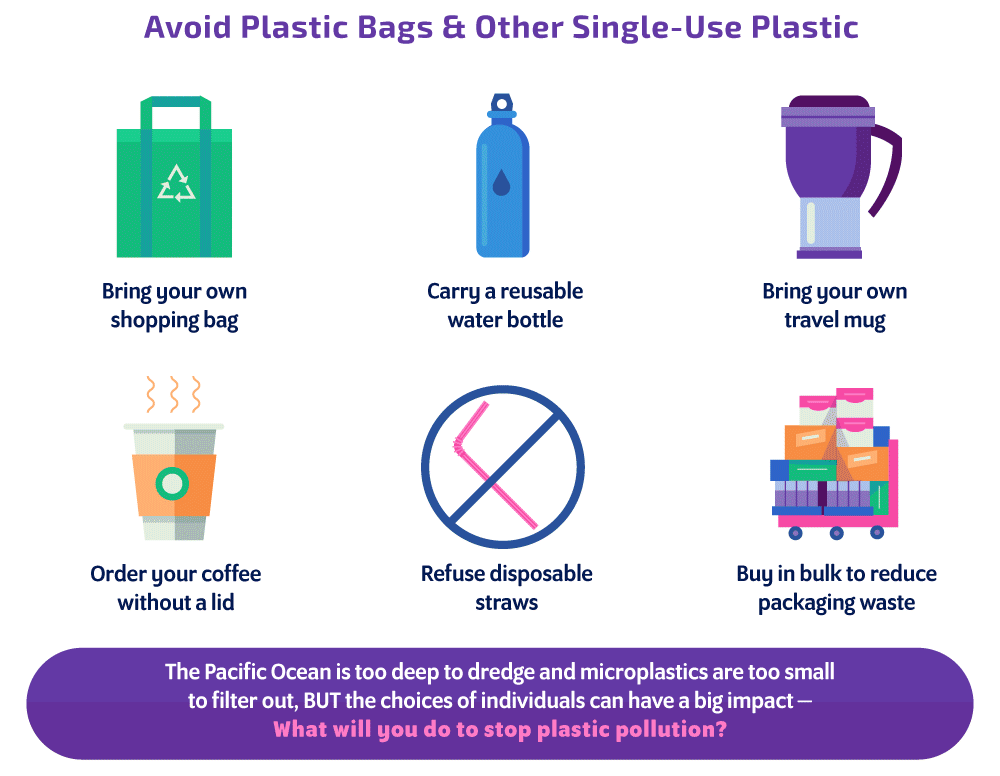 Avoid Plastic Bags & Other Single-Use Plastic
Bring your own
shopping bag
Carry a reusable
water bottle
Bring your own
travel mug
Order your coffee
without a lid
Refuse disposable
straws
Buy in bulk to reduce
packaging waste
The Pacific Ocean is too deep to dredge and microplastics are too small
to filter out, BUT the choices of individuals can have a big impact —
What will you do to stop plastic pollution?